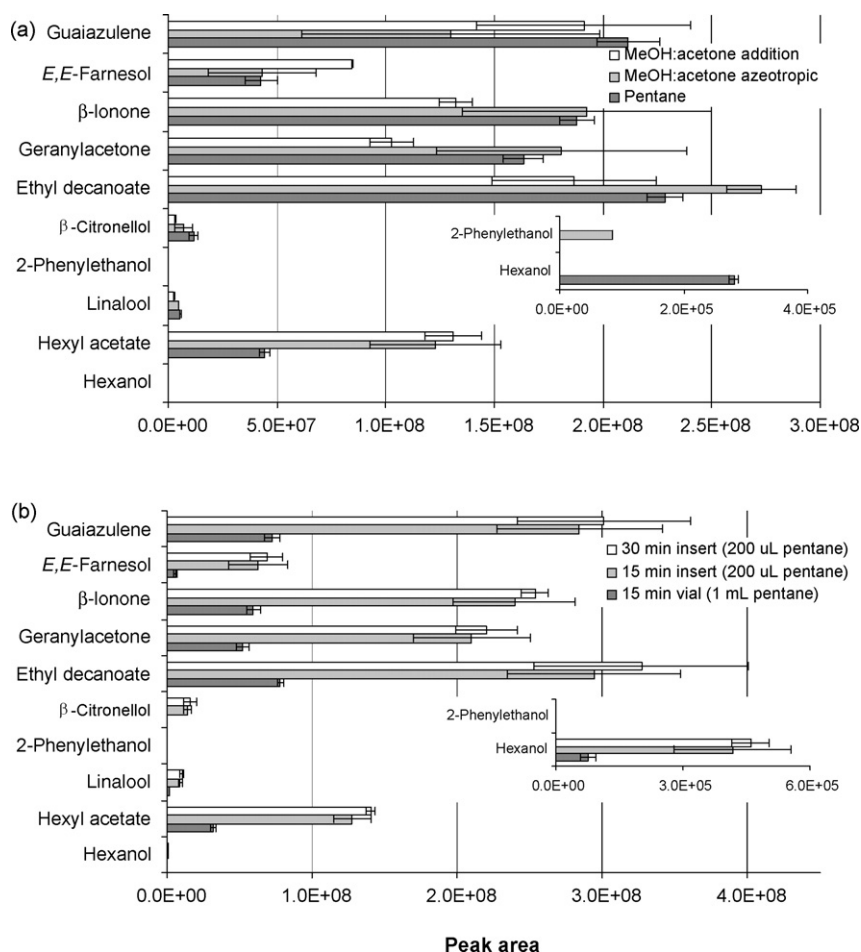 (a)
Guaiazulene
E,E-Farnesol
β-Ionone
Geranylacetone
Ethyl decanoate
β-Citronellol
2-Phenylethanol
Linalool
Hexyl acetate
Hexanol
MeOH:acetone addition
MeOH:acetone azeotropic
Pentane
2-Phenylethanol
Hexanol
0.0E+00 2.0E+05 4.0E+05
0.0E+00 5.0E+07 1.0E+08 1.5E+08 2.0E+08 2.5E+08 3.0E+08
(b)
Guaiazulene
E,E-Farnesol
β-Ionone
Geranylacetone
Ethyl decanoate
β-Citronellol
2-Phenylethanol
Linalool
Hexyl acetate
Hexanol
30 min insert (200 uL pentane)
15 min insert (200 uL pentane)
15 min vial (1 mL pentane)
2-Phenylethanol
Hexanol
0.0E+00 3.0E+05 6.0E+05
0.0E+00 1.0E+08 2.0E+08 3.0E+08 4.0E+08
Peak area